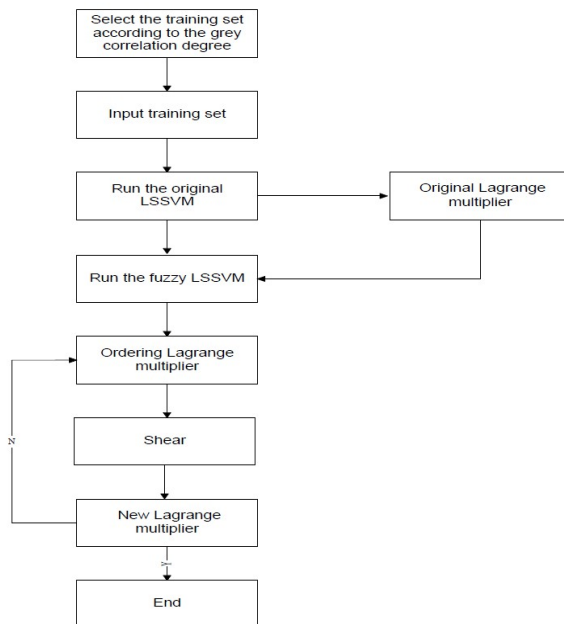 Select the training set
according to the grey
correlation degree
Input training set
Run the original
LSSVM
Original Lagrange
multiplier
Run the fuzzy LSSVM
Ordering Lagrange
multiplier
Shear
N
New Lagrange
multiplier
Y
End